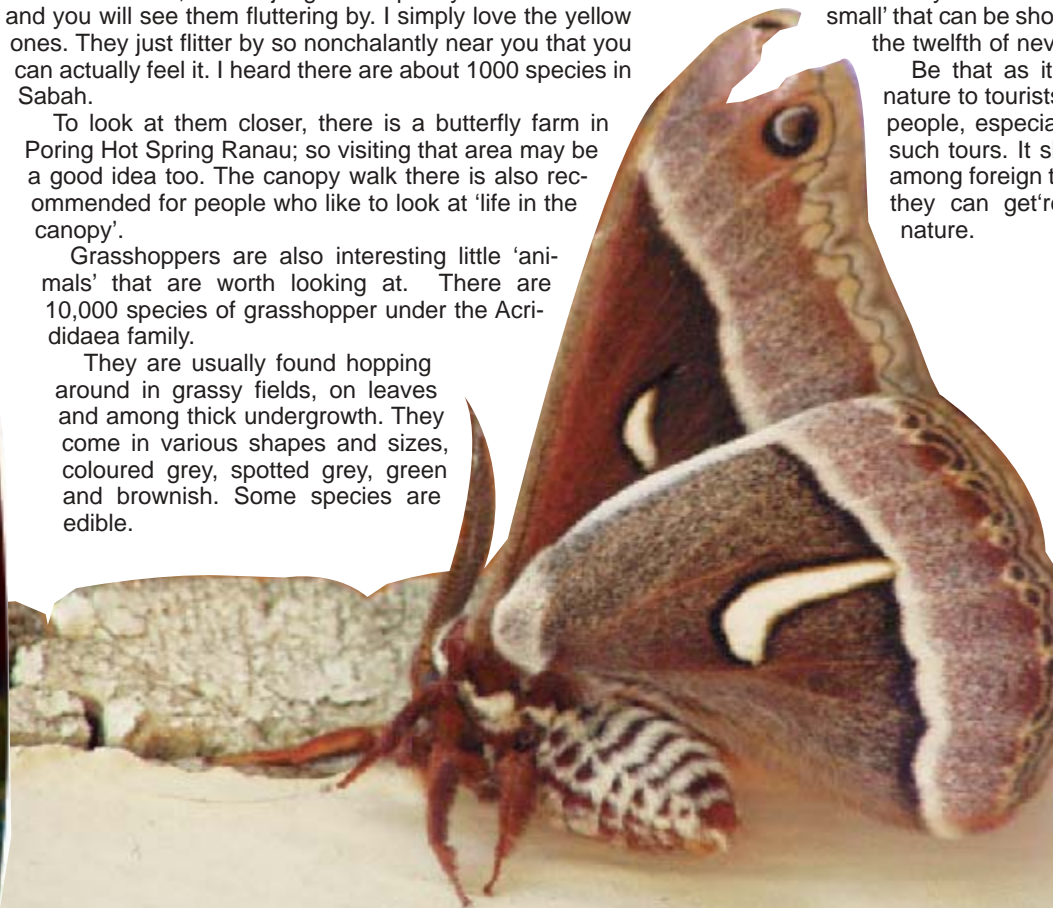 and you will see them fluttering by. I simply love the yellow
ones. They just flitter by so nonchalantly near you that you
can actually feel it. I heard there are about 1000 species in
Sabah.
To look at them closer, there is a butterfly farm in
Poring Hot Spring Ranau; so visiting that area may be
a good idea too. The canopy walk there is also rec-
ommended for people who like to look at ‘life in the
canopy’.
Grasshoppers are also interesting little ‘ani-
mals’ that are worth looking at. There are
10,000 species of grasshopper under the Acri-
didaea family.
They are usually found hopping
around in grassy fields, on leaves
and among thick undergrowth. They
come in various shapes and sizes,
coloured grey, spotted grey, green
and brownish. Some species are
edible.
small’ that can be
the twelfth of
Be that as it
nature to tourists
people,
such tours. It
among foreign
they can
nature.